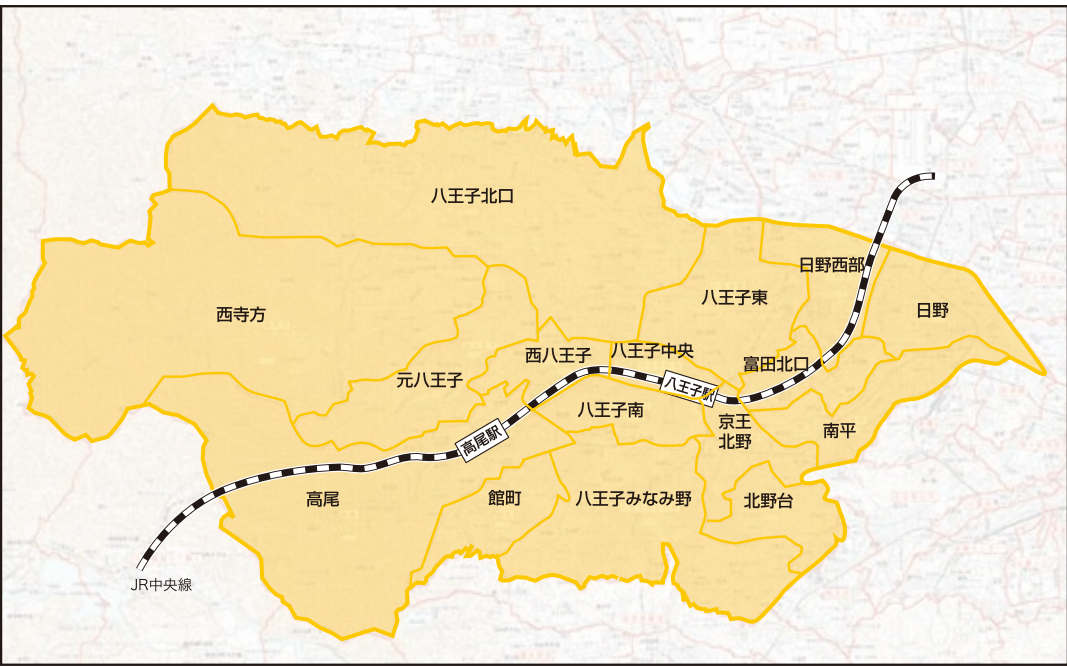 八王子北口
日野西部
八王子東
日野
西寺方
八王子中央
西八王子
富田北口
元八王子
八王子駅
八王子南
京王
北野
南平
高尾駅
高尾
館町
八王子みなみ野
北野台
JR中央線